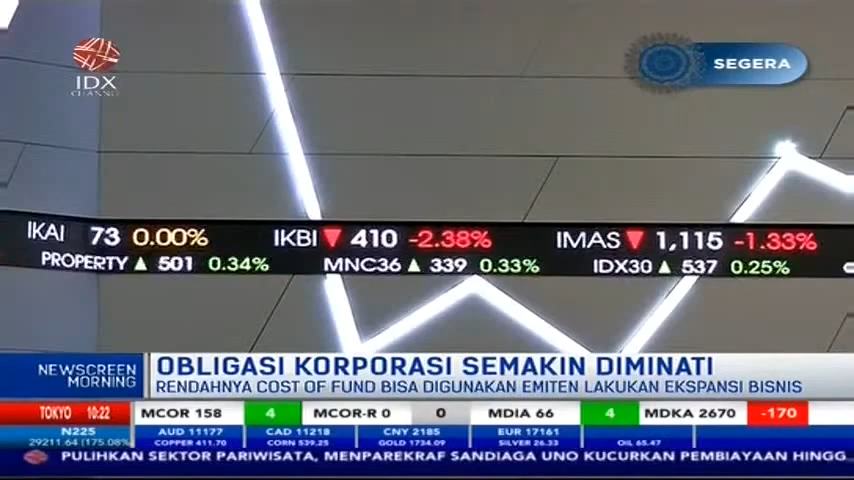 IDX
CHANNEL
SEGERA
IKAI 73 0.00% IKBI ▼ 410 -2.38% IMAS ▼ 1,115 -1.33%
PROPERTY ▲ 501 0.34% MNC36 ▲ 339 0.33% IDX30 ▲ 537 0.25%
NEWSCREEN
MORNING
OBLIGASI KORPORASI SEMAKIN DIMINATI
RENDAHNYA COST OF FUND BISA DIGUNAKAN EMITEN LAKUKAN EKSPANSI BISNIS
TOKYO 10:22 MCOR 158 4 MCOR-R 0 0 MDIA 66 4 MDKA 2670 -170
N225 AUD 11177 CAD 11218 CNY 2185 EUR 17161
29211.64 (175.08%) COPPER 411.70 CORN 539.25 GOLD 1734.09 SILVER 26.33 OIL 65.47
PULIHKAN SEKTOR PARIWISATA, MENPAREKRAF SANDIAGA UNO KUCURKAN PEMBIAYAAN HINGG